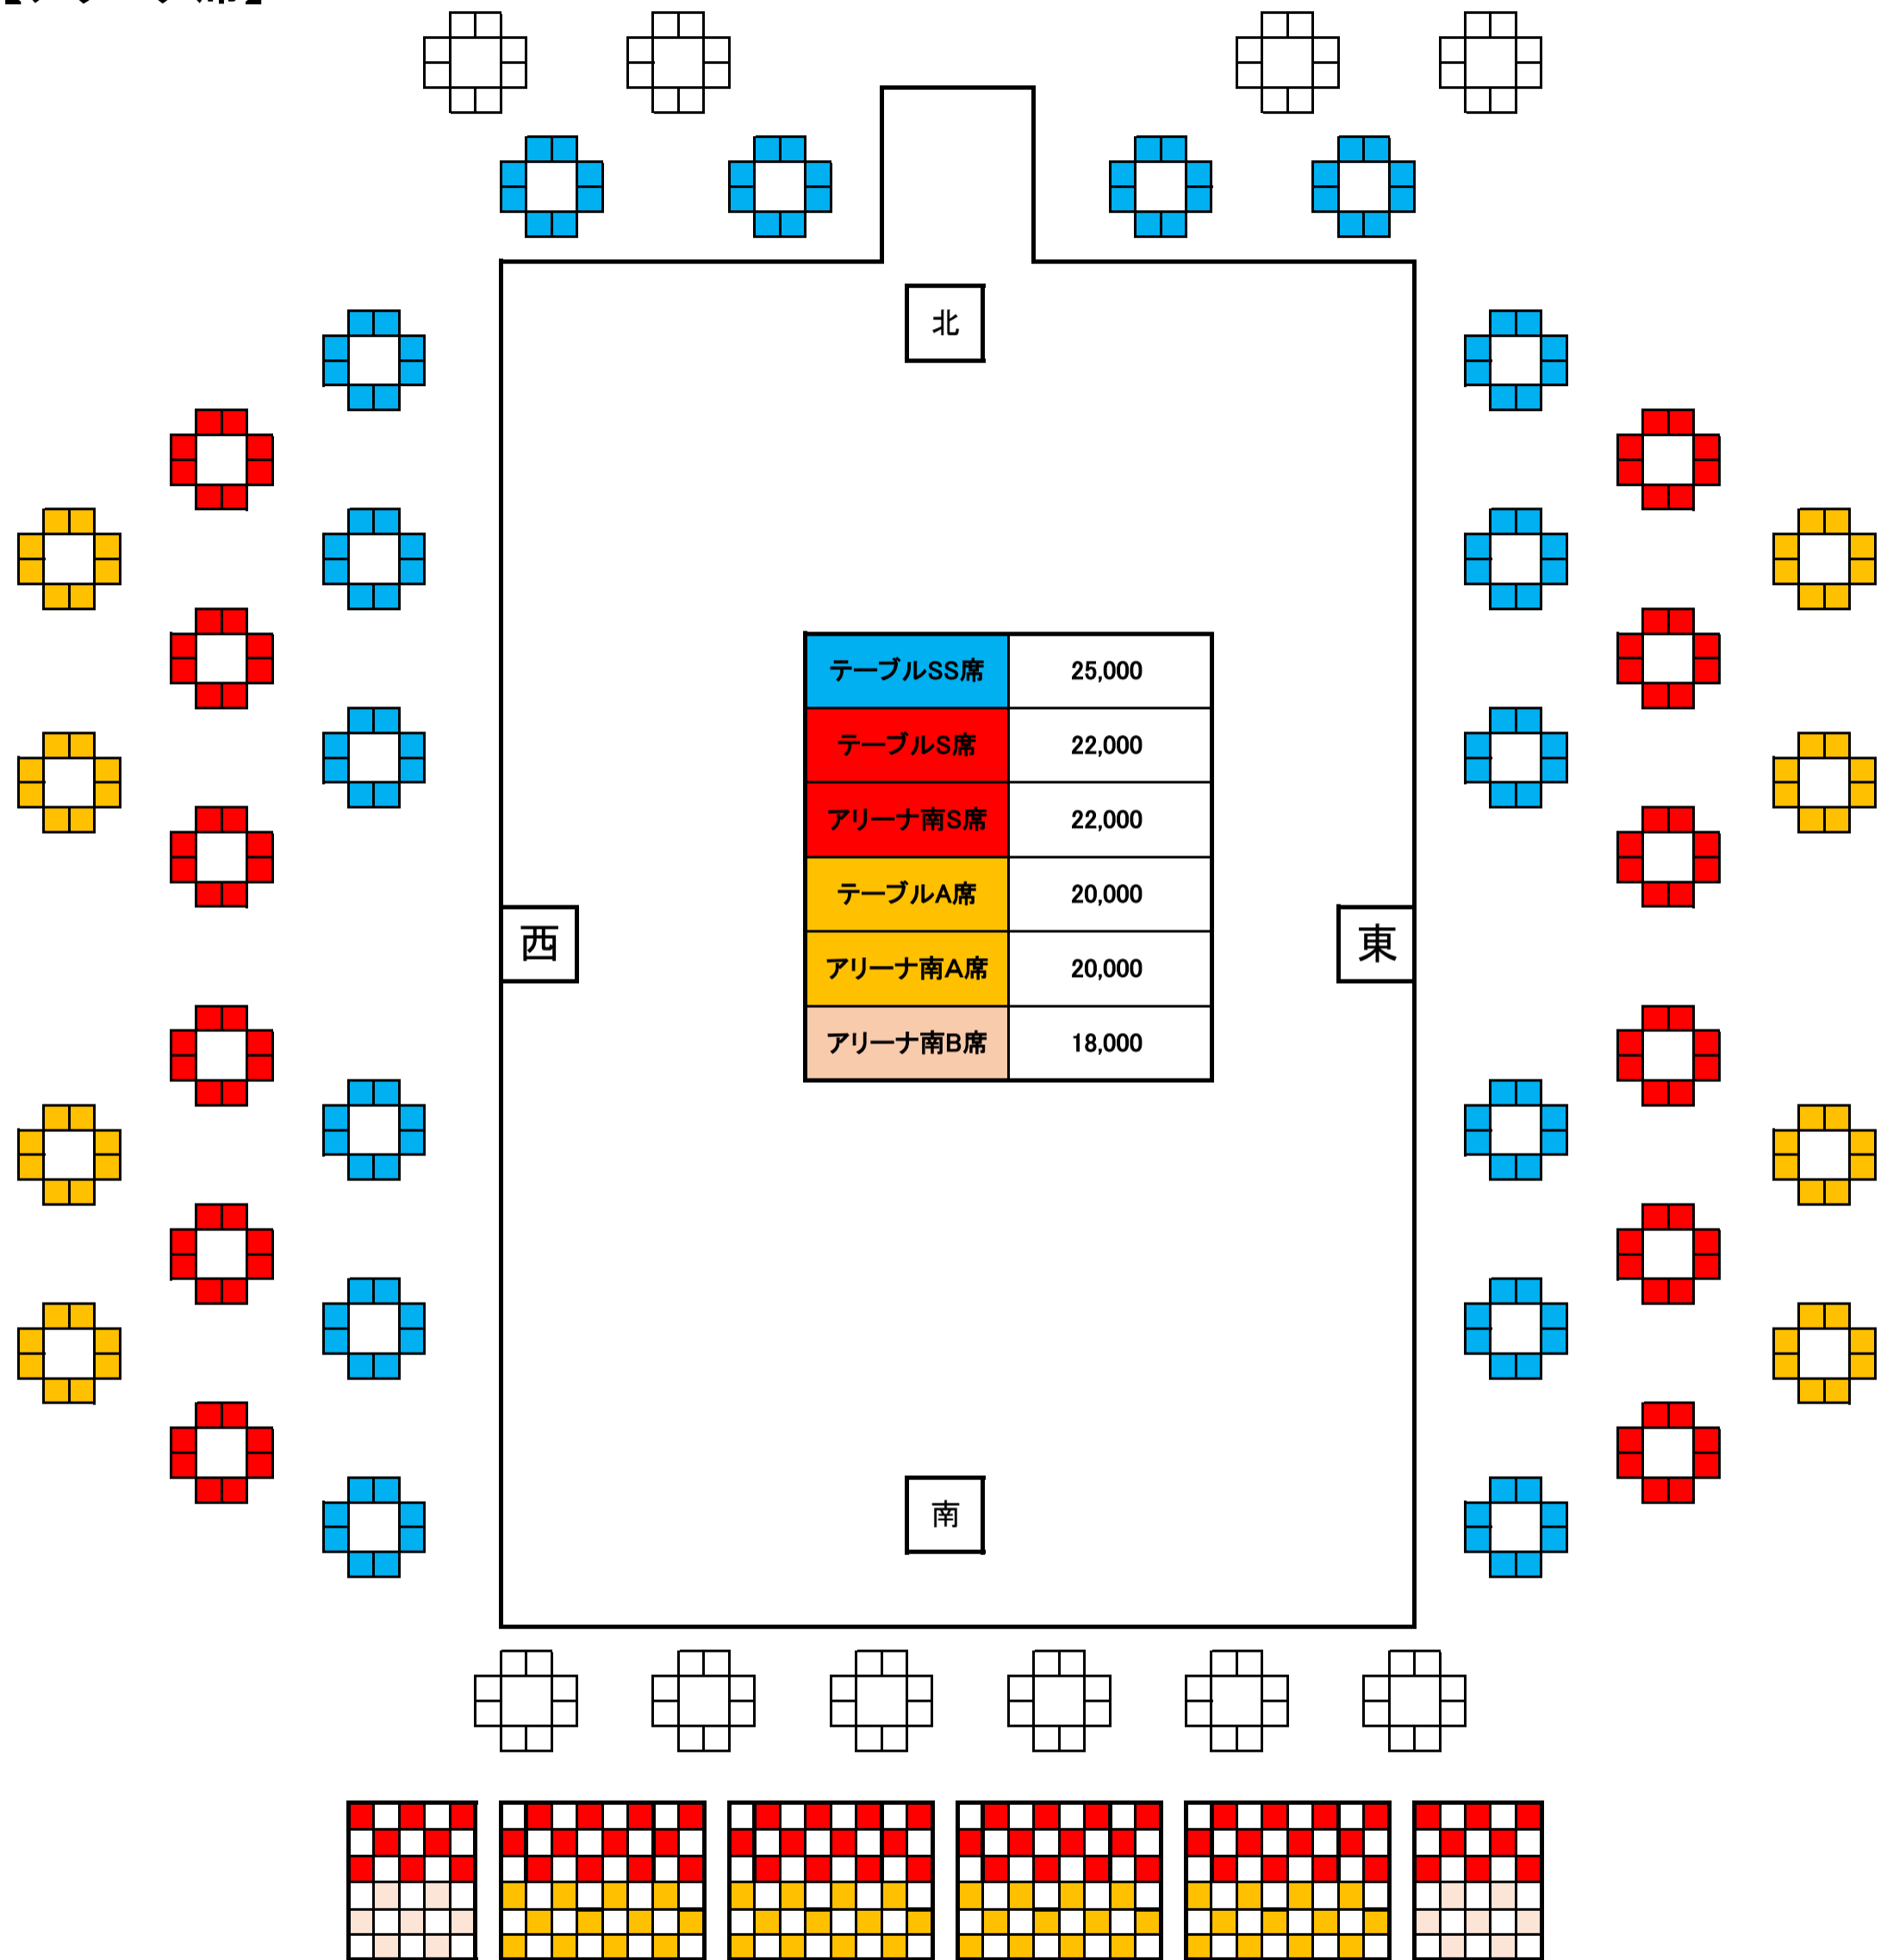 北
テーブルSS席 25,000
テーブルS席 22,000
アリーナ南S席 22,000
テーブルA席 20,000
西 東
アリーナ南A席 20,000
アリーナ南B席 18,000
南